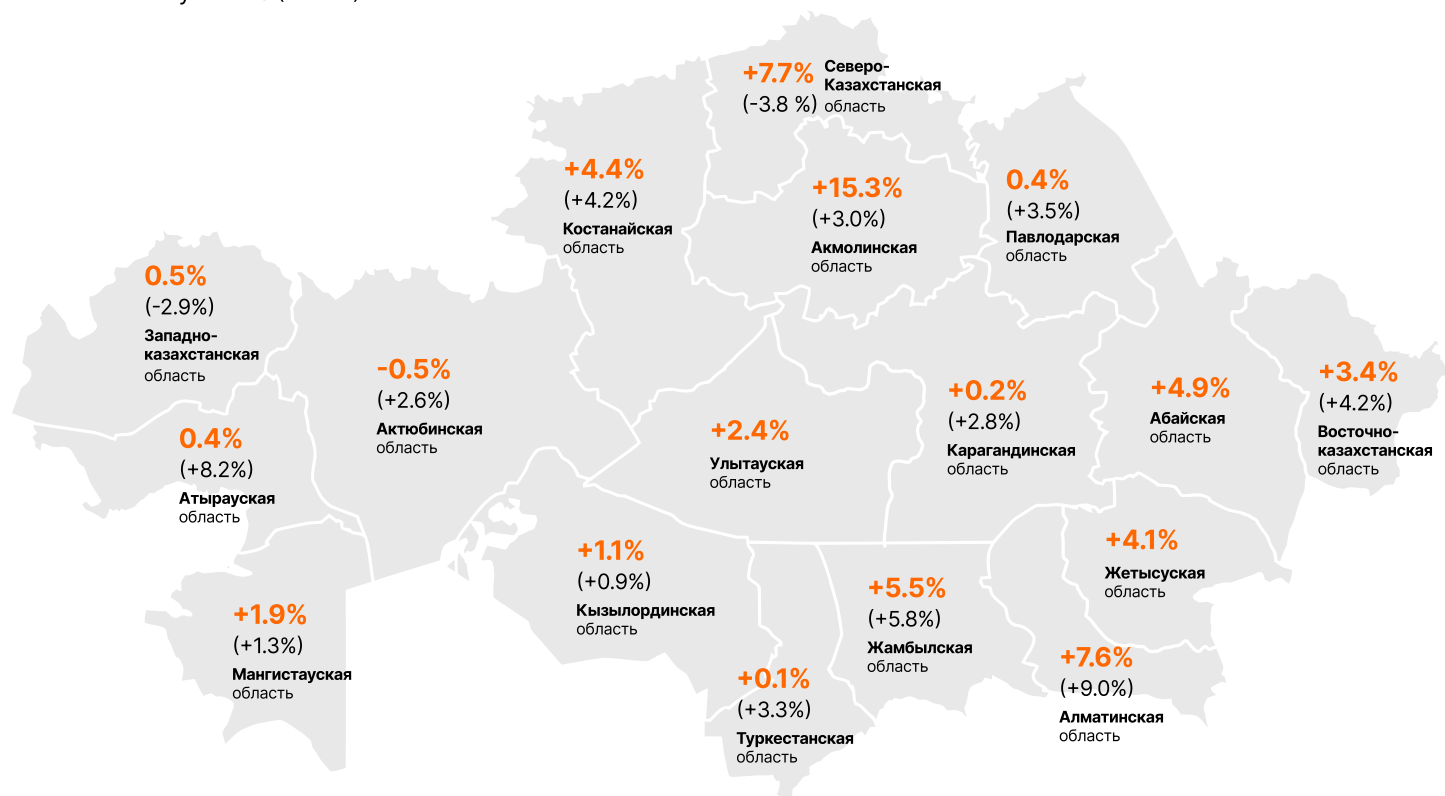 +7.7%
(-3.8 %)
Северо-
Казахстанская
область
+4.4%
(+4.2%)
Костанайская
область
+15.3%
(+3.0%)
Акмолинская
область
0.4%
(+3.5%)
Павлодарская
область
0.5%
(-2.9%)
Западно-
казахстанская
область
-0.5%
(+2.6%)
Актюбинская
область
0.4%
(+8.2%)
Атырауская
область
+2.4%
Улытауская
область
+0.2%
(+2.8%)
Карагандинская
область
+4.9%
Абайская
область
+3.4%
(+4.2%)
Восточно-
казахстанская
область
+1.9%
(+1.3%)
Мангистауская
область
+1.1%
(+0.9%)
Кызылординская
область
+0.1%
(+3.3%)
Туркестанская
область
+5.5%
(+5.8%)
Жамбылская
область
+4.1%
Жетысуская
область
+7.6%
(+9.0%)
Алматинская
область